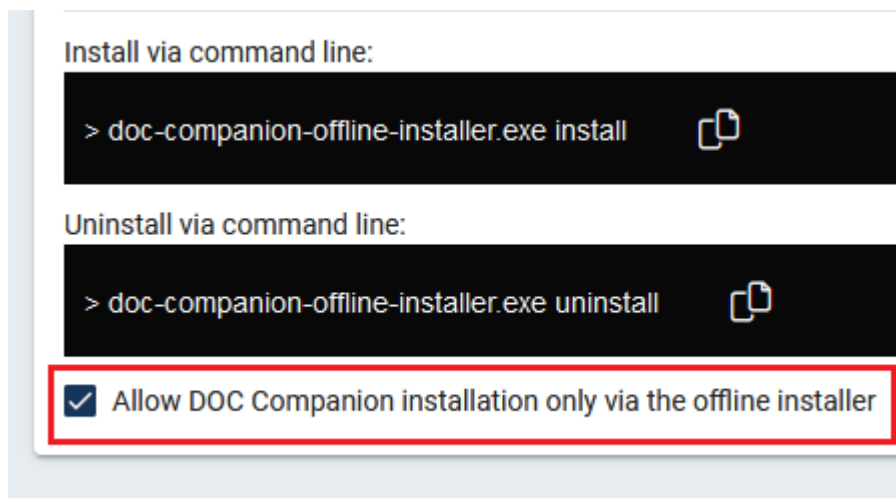 Install via command line:
> doc-companion-offline-installer.exe install
Uninstall via command line:
> doc-companion-offline-installer.exe uninstall
Allow DOC Companion installation only via the offline installer